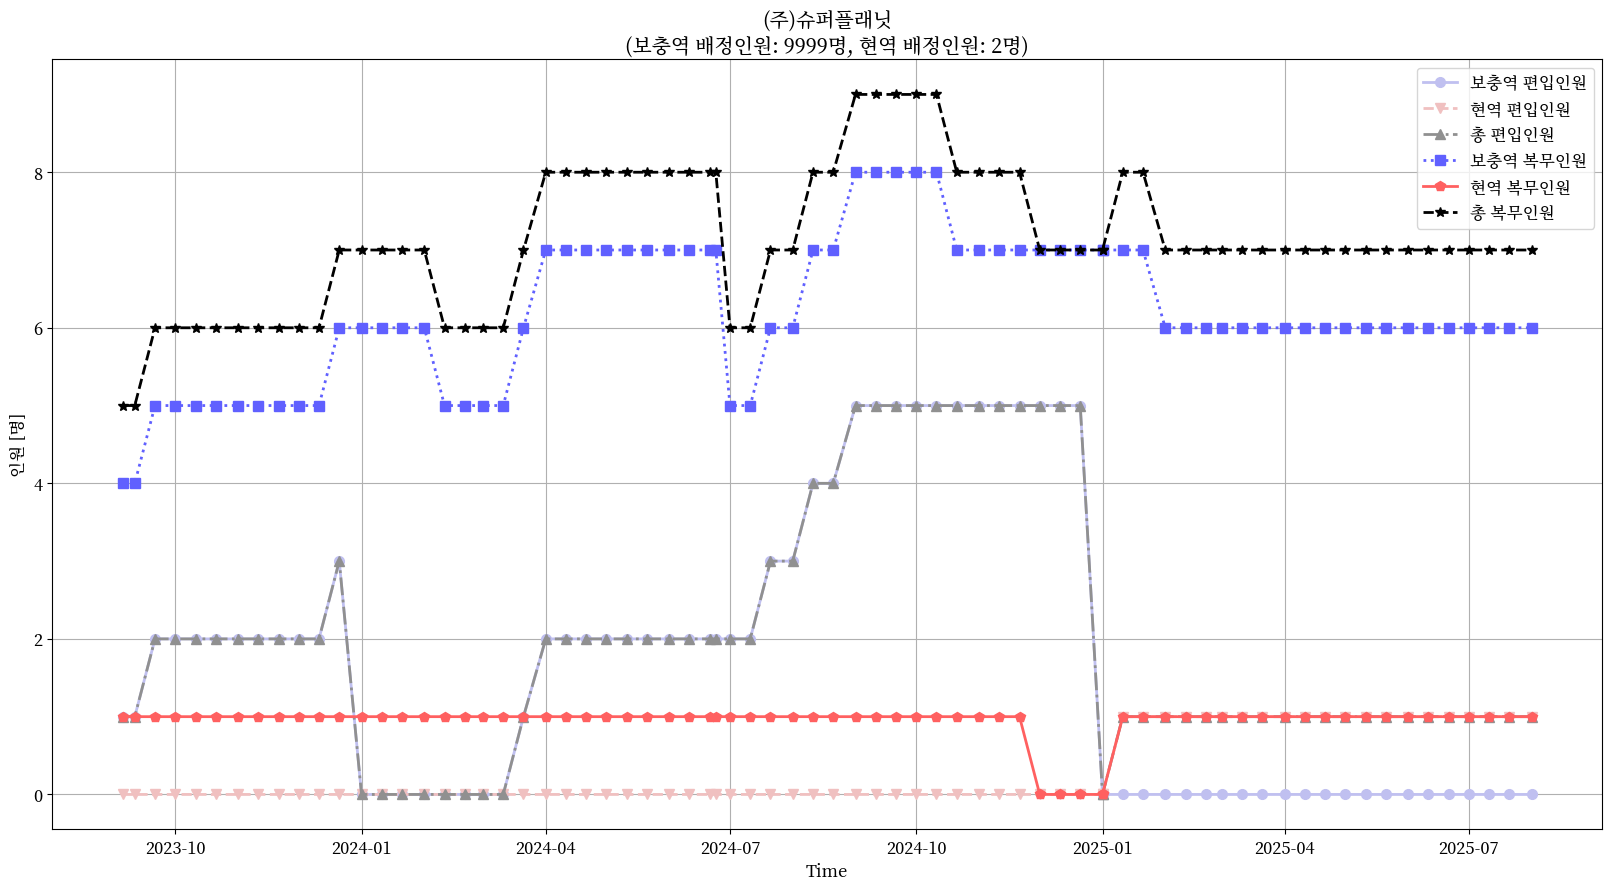 (주)슈퍼플래닛
(보충역 배정인원: 9999명, 현역 배정인원: 2명)
보충역 편입인원
현역 편입인원
총 편입인원
보충역 복무인원
현역 복무인원
총 복무인원
8
6
4
2
0
인원 [명]
2023-10
2024-01
2024-04
2024-07
2024-10
2025-01
2025-04
2025-07
Time